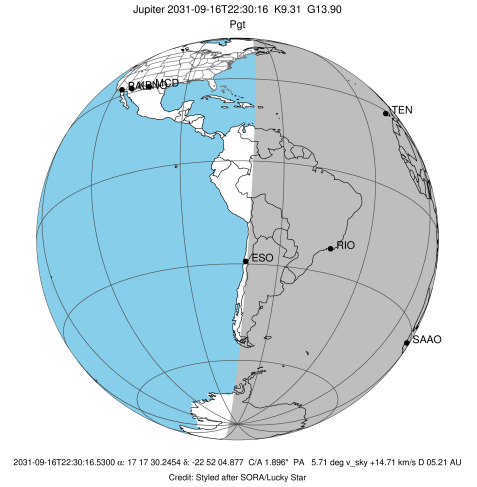 Jupiter 2031-09-16T22:30:16 K9.31 G13.90
Pgt
MCD
TEN
RIO
ESO
SAAO
2031-09-16T22:30:16.5300 α: 17 17 30.2454 δ: -22 52 04.877 C/A 1.896" PA 5.71 deg v_sky +14.71 km/s D 05.21 AU
Credit: Styled after SORA/Lucky Star